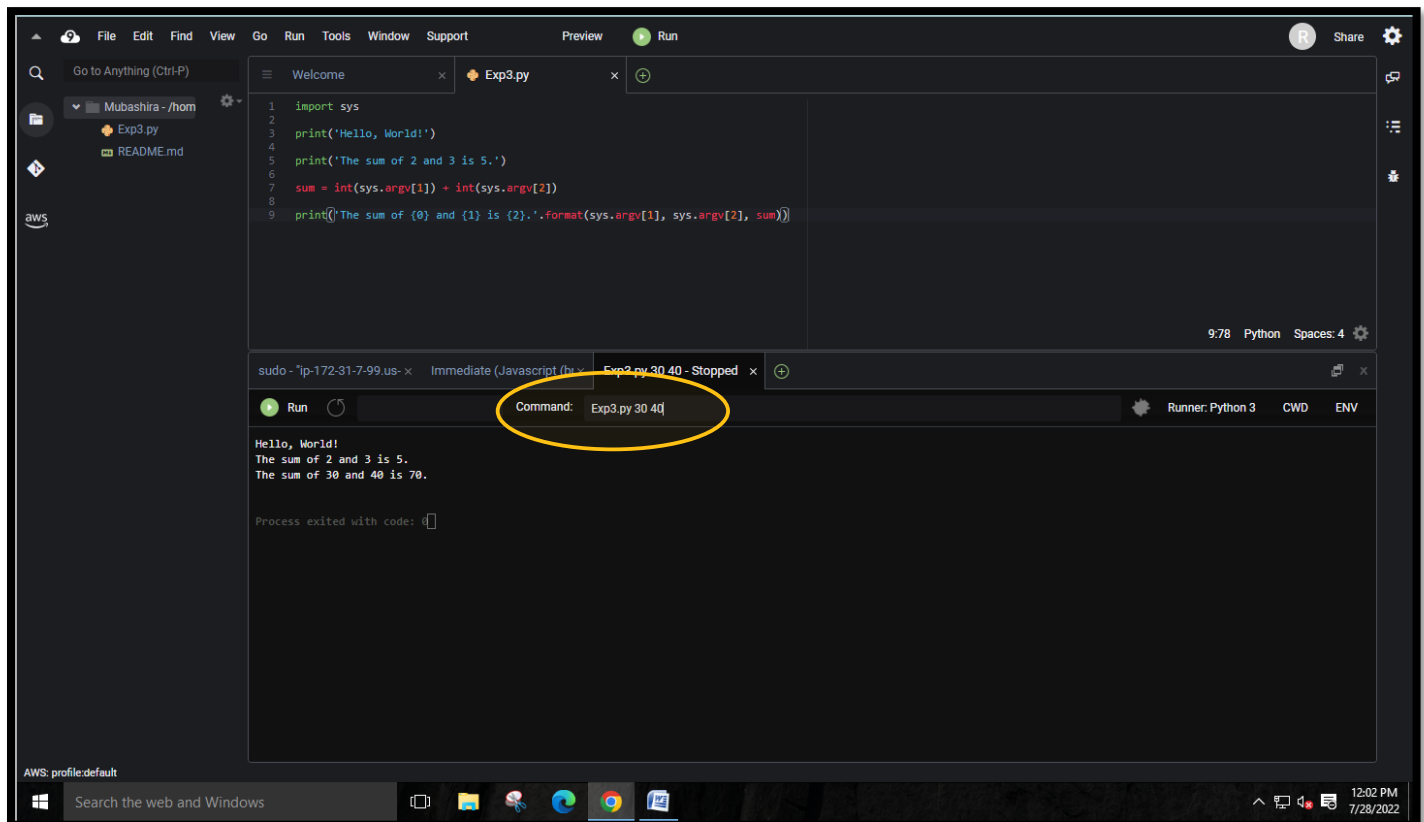 File Edit Find View Go Run Tools Window Support Preview Run R Share
Go to Anything (Ctrl-P)
Mubashira - /hom
Exp3.py
README.md
aws
Welcome × Exp3.py ×
1 import sys
2
3 print('Hello, World!')
4
5 print('The sum of 2 and 3 is 5.')
6
7 sum = int(sys.argv[1]) + int(sys.argv[2])
8
9 print('The sum of {0} and {1} is {2}.'.format(sys.argv[1], sys.argv[2], sum))
9:78 Python Spaces: 4
sudo - "ip-172-31-7-99.us- × Immediate (Javascript (b × Exp3.py 30 40 - Stopped ×
Run Command: Exp3.py 30 40 Runner: Python 3 CWD ENV
Hello, World!
The sum of 2 and 3 is 5.
The sum of 30 and 40 is 70.
Process exited with code: 0
AWS: profile:default
Search the web and Windows
12:02 PM
7/28/2022